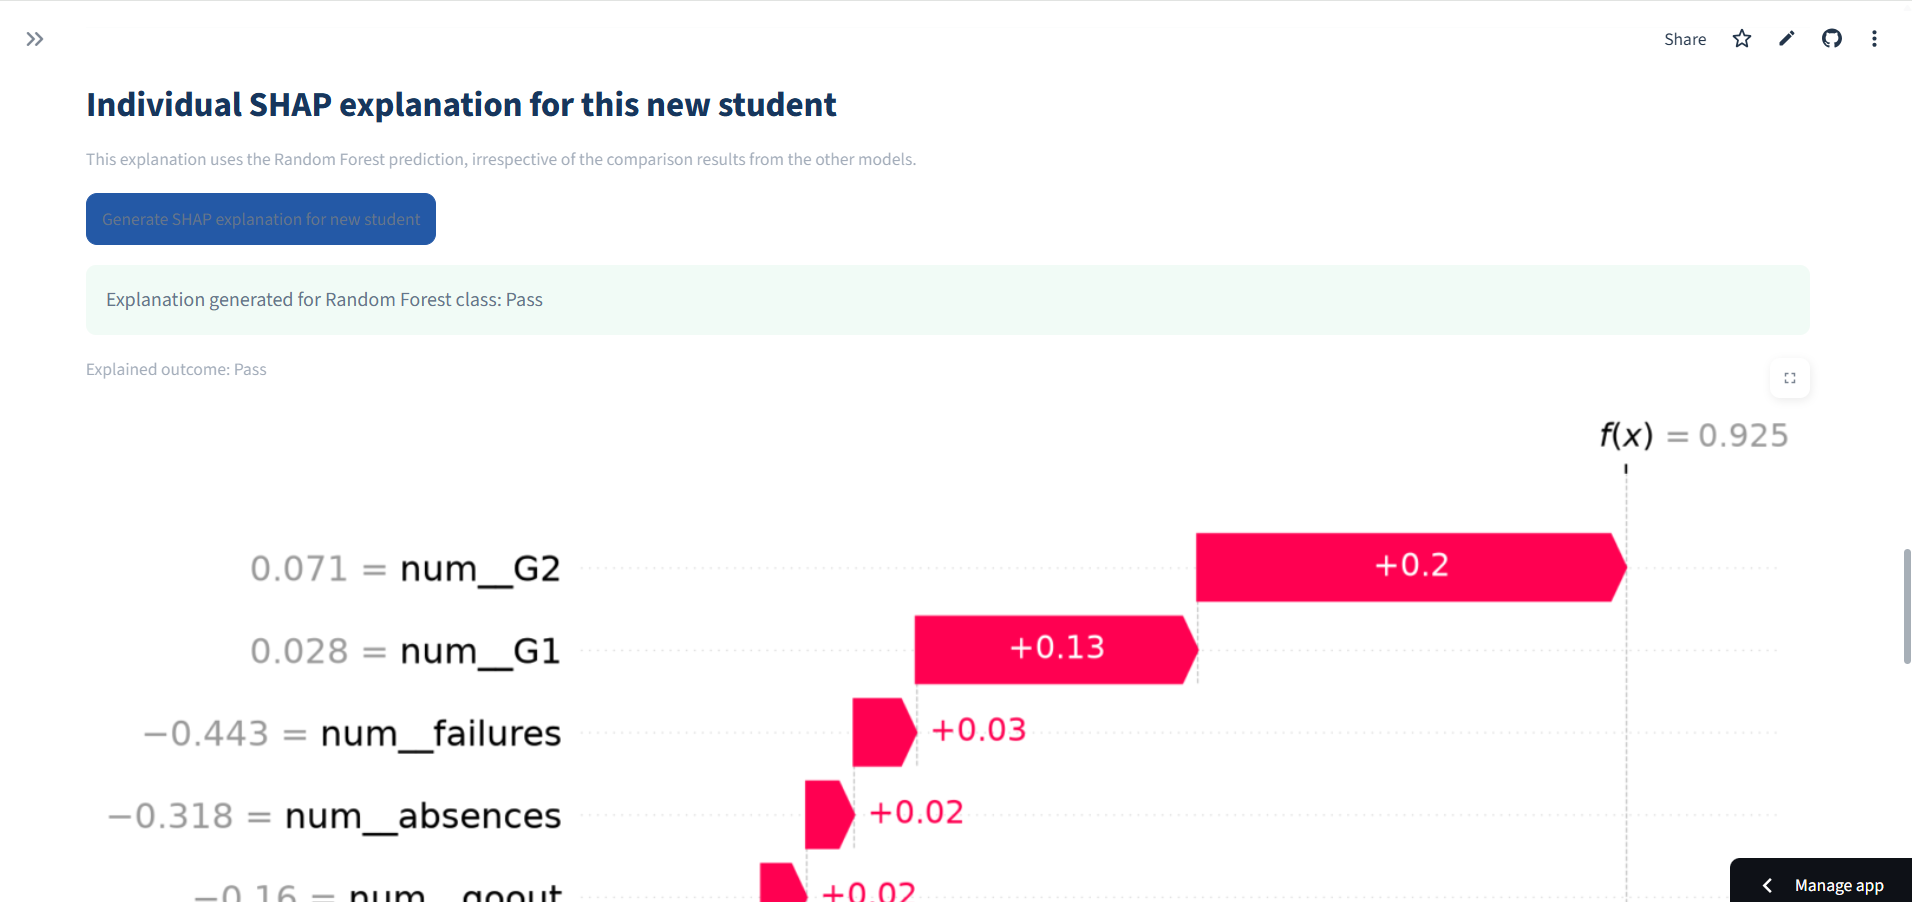 Share
Individual SHAP explanation for this new student
This explanation uses the Random Forest prediction, irrespective of the comparison results from the other models.
Generate SHAP explanation for new student
Explanation generated for Random Forest class: Pass
Explained outcome: Pass
f(x) = 0.925
0.071 = num__G2
+0.2
0.028 = num__G1
+0.13
−0.443 = num__failures
+0.03
−0.318 = num__absences
+0.02
−0.16 = num__goout
+0.02
Manage app